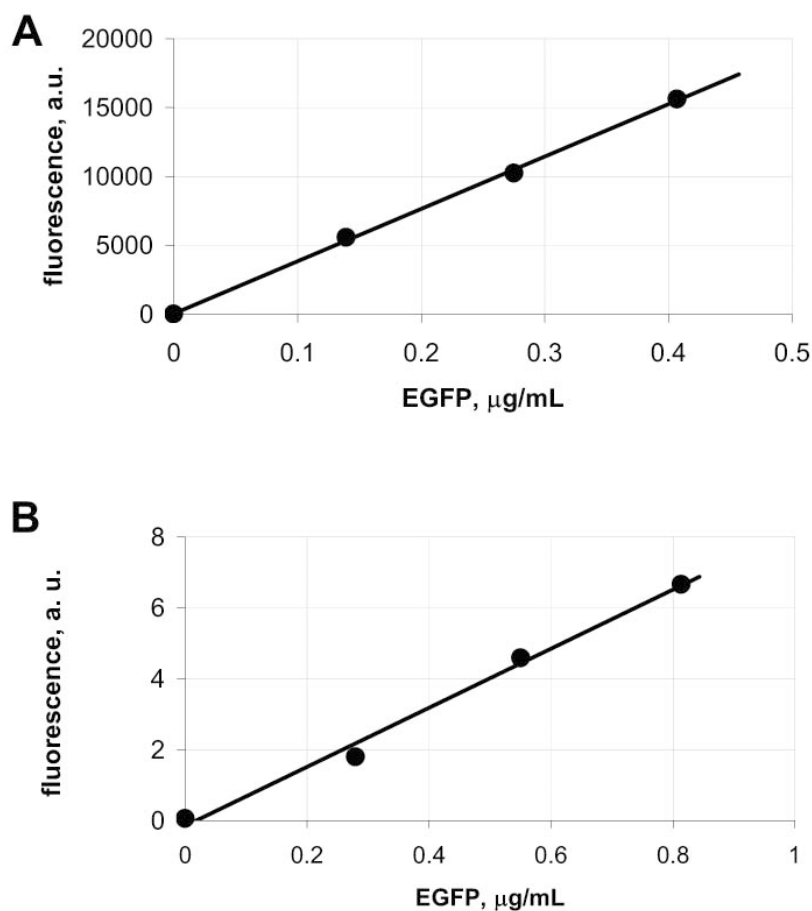 A
fluorescence, a.u.
20000
15000
10000
5000
0
0 0.1 0.2 0.3 0.4 0.5
EGFP, μg/mL
B
fluorescence, a. u.
8
6
4
2
0
0 0.2 0.4 0.6 0.8 1
EGFP, μg/mL